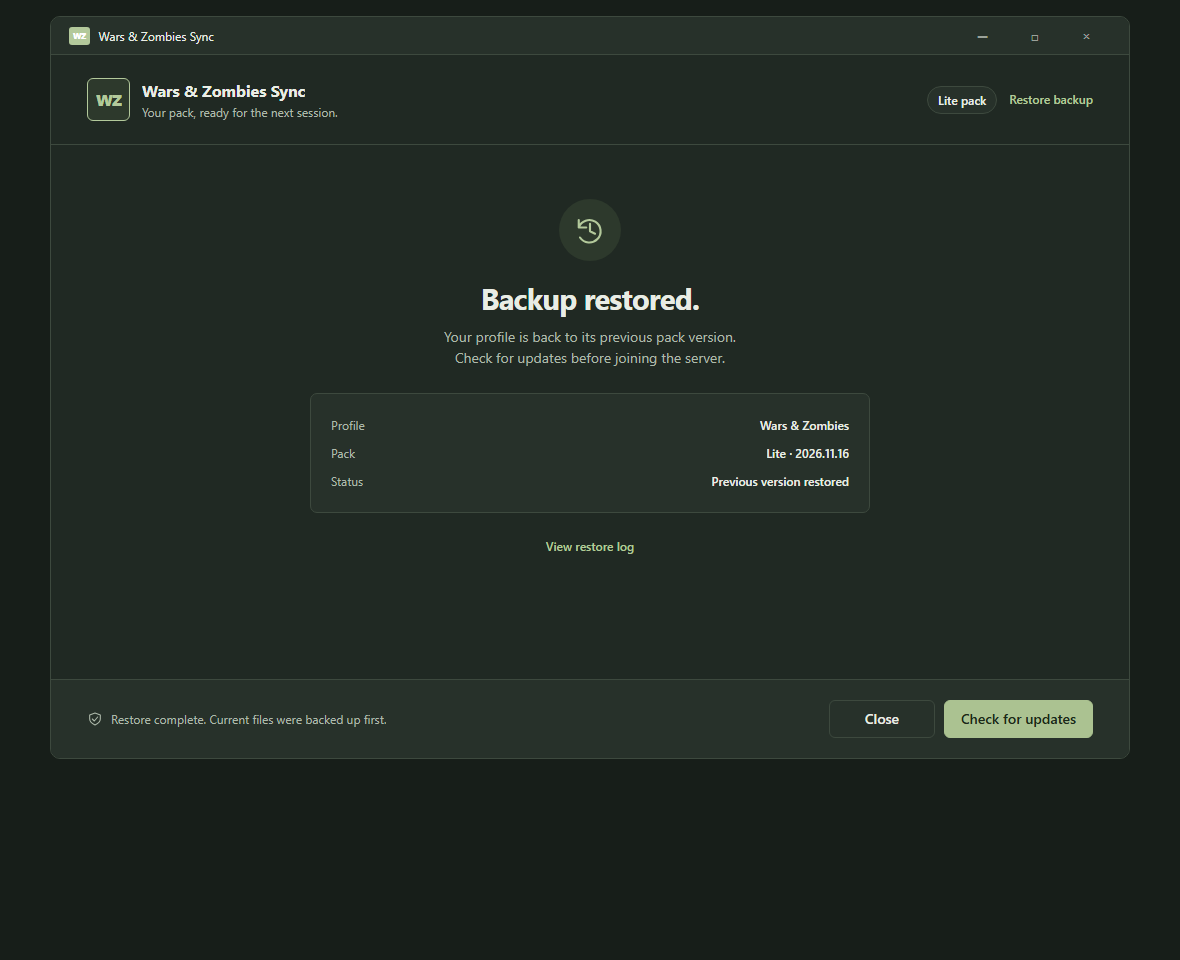 wz Wars & Zombies Sync
wz
Wars & Zombies Sync
Your pack, ready for the next session.
Lite pack
Restore backup
Backup restored.
Your profile is back to its previous pack version.
Check for updates before joining the server.
Profile Wars & Zombies
Pack Lite · 2026.11.16
Status Previous version restored
View restore log
Restore complete. Current files were backed up first.
Close
Check for updates